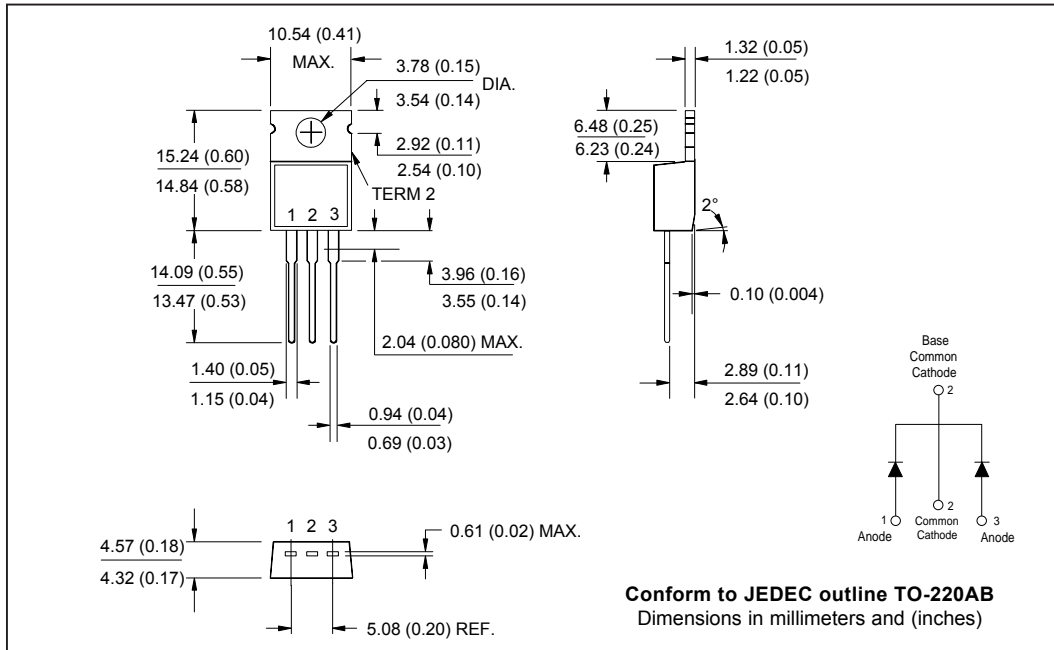 10.54 (0.41)
MAX.
3.78 (0.15)
3.54 (0.14)
DIA.
2.92 (0.11)
2.54 (0.10)
TERM 2
15.24 (0.60)
14.84 (0.58)
1 2 3
14.09 (0.55)
13.47 (0.53)
3.96 (0.16)
3.55 (0.14)
2.04 (0.080) MAX.
1.40 (0.05)
1.15 (0.04)
0.94 (0.04)
0.69 (0.03)
1.32 (0.05)
1.22 (0.05)
6.48 (0.25)
6.23 (0.24)
2°
0.10 (0.004)
2.89 (0.11)
2.64 (0.10)
Base
Common
Cathode
2
2
1
Anode
Common
Cathode
3
Anode
1 2 3
0.61 (0.02) MAX.
4.57 (0.18)
4.32 (0.17)
5.08 (0.20) REF.
Conform to JEDEC outline TO-220AB
Dimensions in millimeters and (inches)